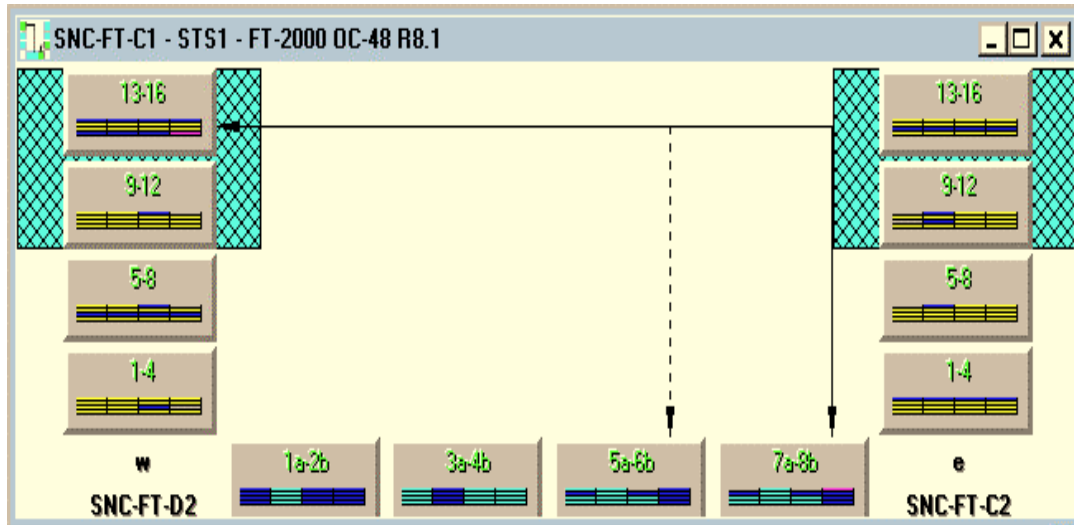 SNC-FT-C1 - STS1 - FT-2000 OC-48 R8.1
13-16
13-16
9-12
9-12
5-8
5-8
1-4
1-4
w
1a-2b
3a-4b
5a-6b
7a-8b
e
SNC-FT-D2
SNC-FT-C2